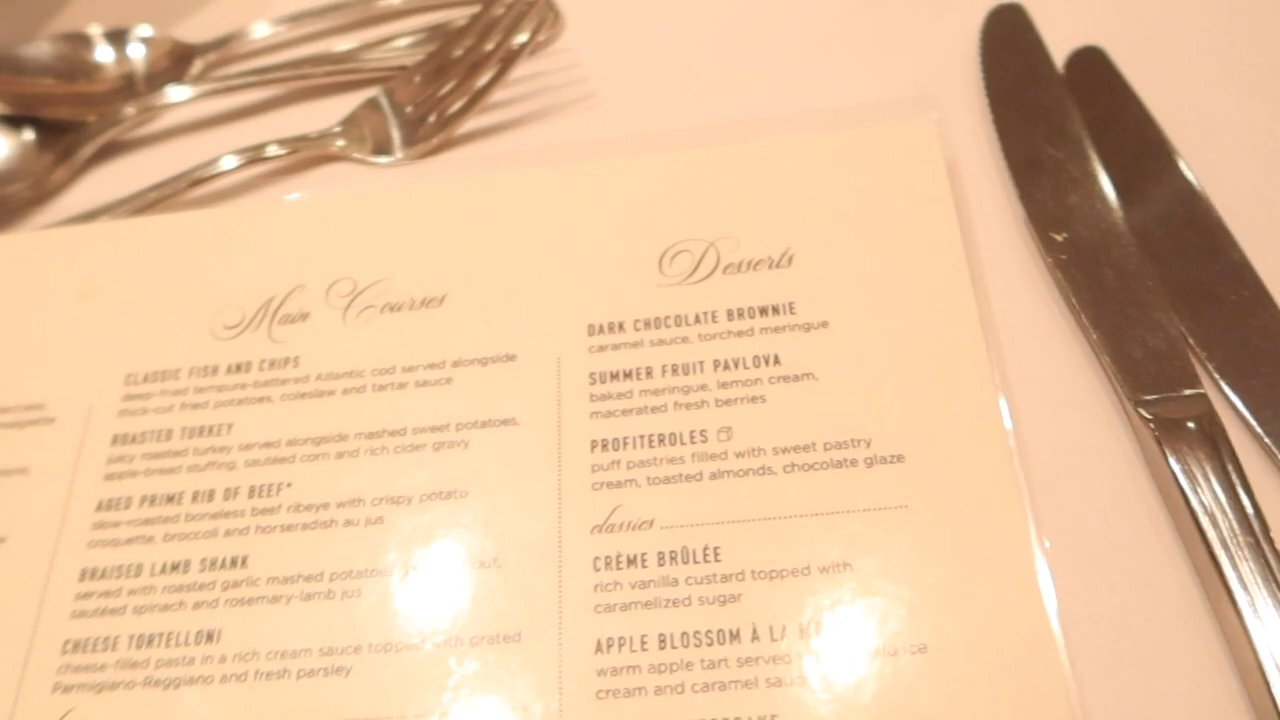 Main Courses
CLASSIC FISH AND CHIPS
deep-fried tempura-battered Atlantic cod served alongside
thick-cut fried potatoes, coleslaw and tartar sauce
ROASTED TURKEY
juicy roasted turkey served alongside mashed sweet potatoes,
apple-bread stuffing, sautéed corn and rich cider gravy
AGED PRIME RIB OF BEEF*
slow-roasted boneless beef ribeye with crispy potato
croquette, broccoli and horseradish au jus
BRAISED LAMB SHANK
served with roasted garlic mashed
sautéed spinach and rosemary-lamb jus
CHEESE TORTELLONI
cheese-filled pasta in a rich cream sauce topped with grated
Parmigiano-Reggiano and fresh parsley
Desserts
DARK CHOCOLATE BROWNIE
caramel sauce, torched meringue
SUMMER FRUIT PAVLOVA
baked meringue, lemon cream,
macerated fresh berries
PROFITEROLES
puff pastries filled with sweet pastry
cream, toasted almonds, chocolate glaze
classics
CRÈME BRÛLÉE
rich vanilla custard topped with
caramelized sugar
APPLE BLOSSOM À LA
warm apple tart served ice
cream and caramel